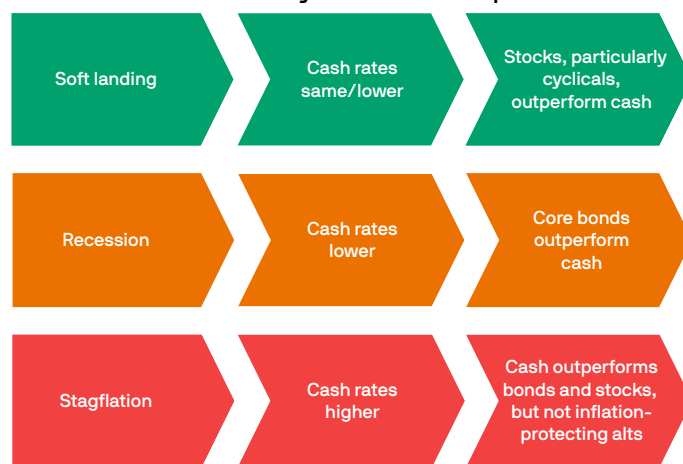 Soft landing
Cash rates
same/lower
Stocks, particularly
cyclicals,
outperform cash
Recession
Cash rates
lower
Core bonds
outperform
cash
Stagflation
Cash rates
higher
Cash outperforms
bonds and stocks,
but not inflation-
protecting alts